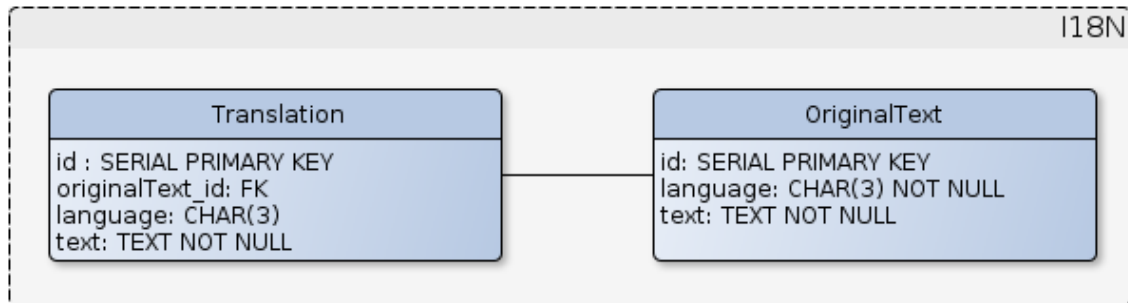 I18N
Translation
id : SERIAL PRIMARY KEY
originalText_id: FK
language: CHAR(3)
text: TEXT NOT NULL
OriginalText
id: SERIAL PRIMARY KEY
language: CHAR(3) NOT NULL
text: TEXT NOT NULL